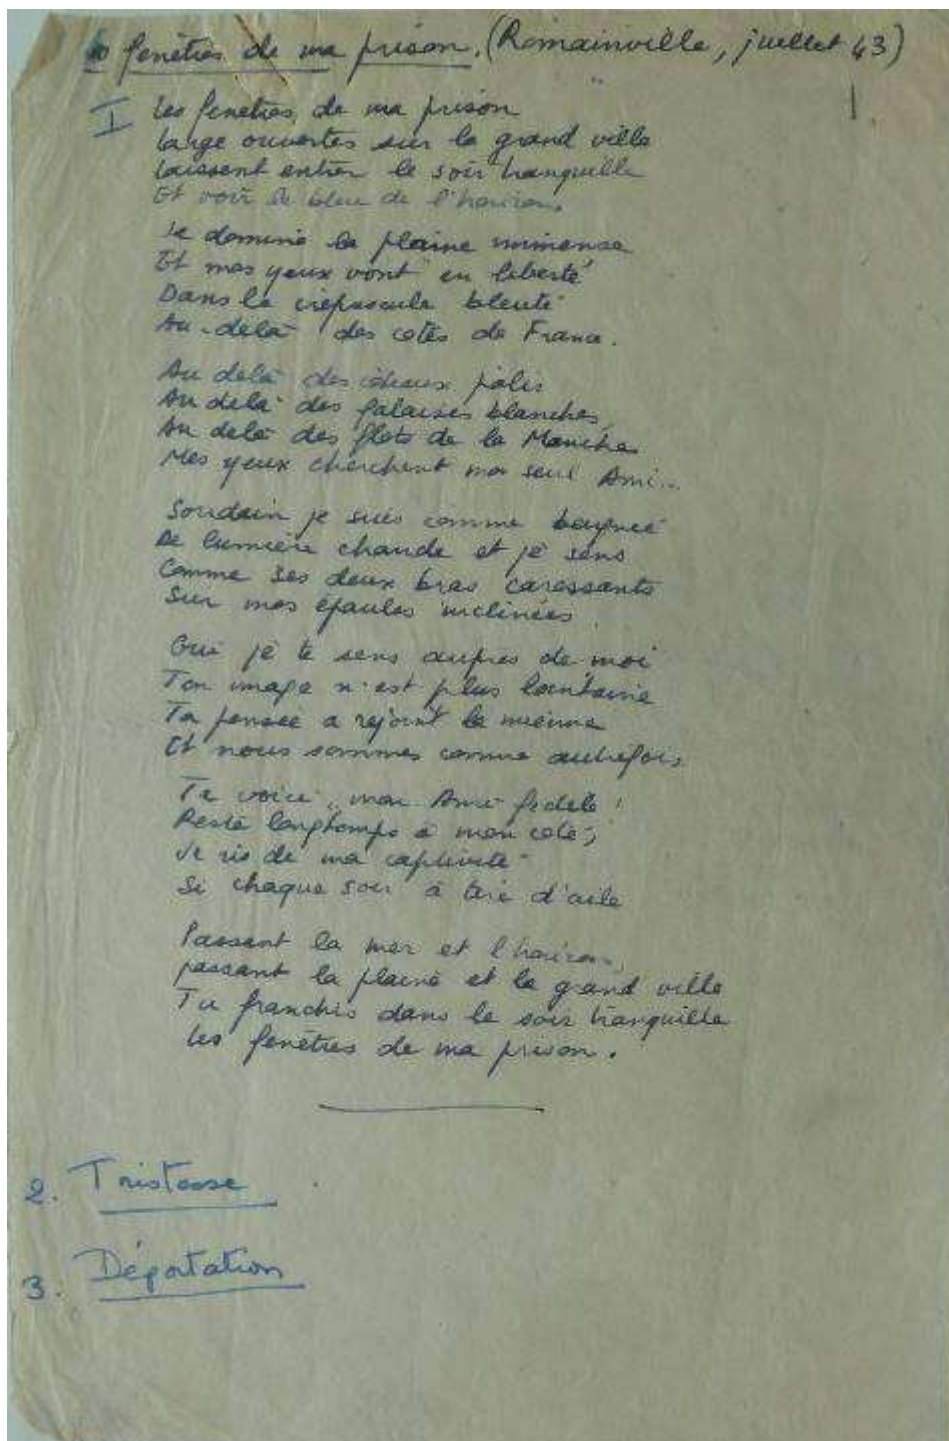 Les fenêtres de ma prison. (Romainville, juillet 43)
I Les fenêtres de ma prison
Large ouvertes sur la grand ville
Laissent entrer le soir tranquille
Et voir le bleu de l'horizon
Je domine la plaine immense
Et mes yeux vont en liberté
Dans le crépuscule bleuté
Au-delà des côtes de France.
Au delà des côteaux jolis
Au delà des falaises blanches
Au delà des flots de la Manche
Mes yeux cherchent mon seul Ami...
Soudain je suis comme baignée
De lumière chaude et je sens
Comme ses deux bras caressants
Sur mes épaules inclinées.
Oui je te sens auprès de moi
Ton image n'est plus lointaine
Ta pensée a rejoint la mienne
Et nous sommes comme autrefois
Te voici, mon Ami fidèle!
Reste longtemps à mon côté,
Je ris de ma captivité
Si chaque soir à tire d'aile
Passant la mer et l'horizon,
passant la plaine et la grand ville
Tu franchis dans le soir tranquille
Les fenêtres de ma prison.
2. Tristesse
3. Déportation